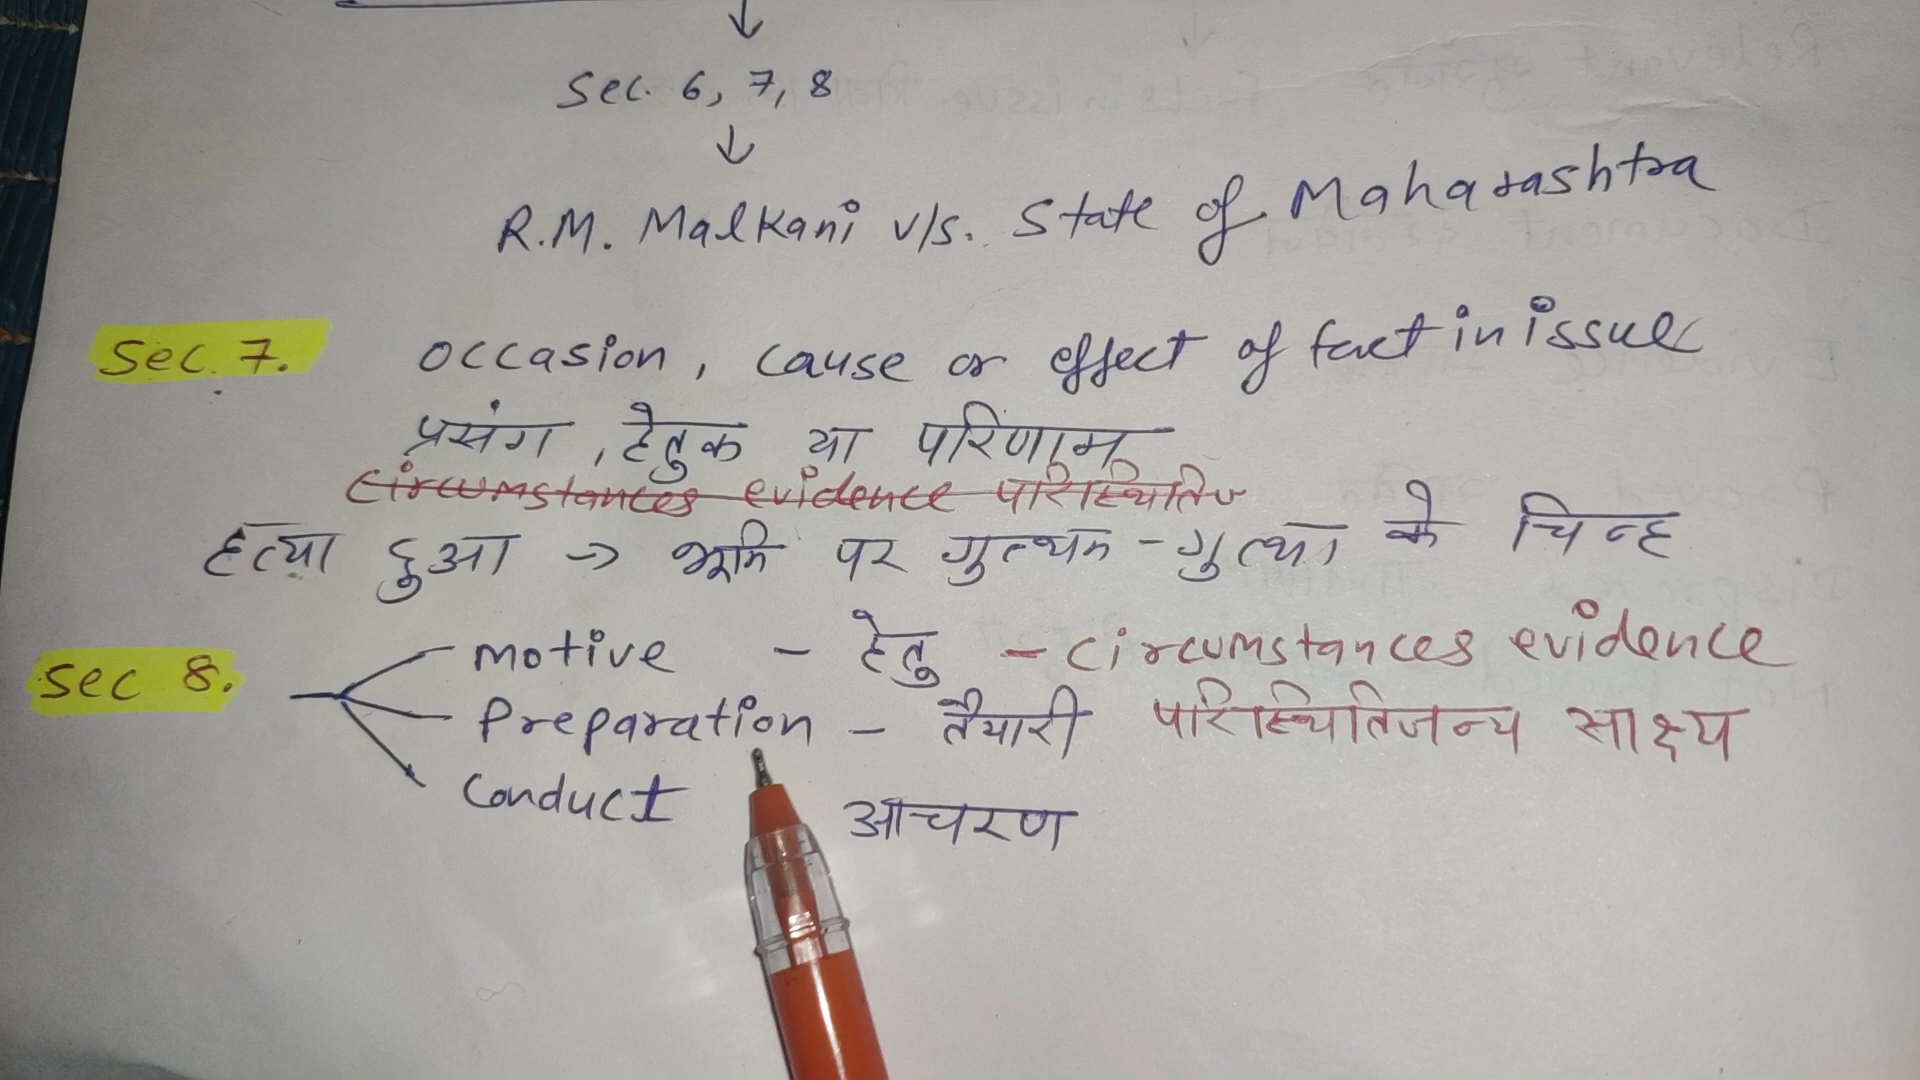 Sec. 6, 7, 8
R.M. Malkani v/s. State of Maharashtra
Sec. 7. occasion, cause or effect of fact in issue
प्रसंग, हेतुक या परिणाम
circumstances evidence परिस्थितिज
हत्या हुआ → भूमि पर गुत्थम-गुत्था के चिन्ह
Sec 8. Motive - हेतु - circumstances evidence
Preparation - तैयारी परिस्थितिजन्य साक्ष्य
Conduct आचरण